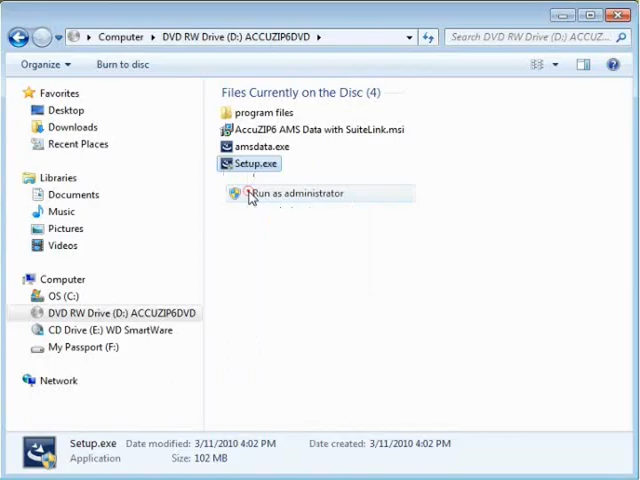 Computer
DVD RW Drive (D:) ACCUZIP6DVD
Search DVD RW Drive (D:) ACCUZ...
Organize
Burn to disc
Favorites
Desktop
Downloads
Recent Places
Libraries
Documents
Music
Pictures
Videos
Computer
OS (C:)
DVD RW Drive (D:) ACCUZIP6DVD
CD Drive (E:) WD SmartWare
My Passport (F:)
Network
Files Currently on the Disc (4)
program files
AccuZIP6 AMS Data with SuiteLink.msi
amsdata.exe
Setup.exe
Run as administrator
Setup.exe Date modified: 3/11/2010 4:02 PM Date created: 3/11/2010 4:02 PM
Application Size: 102 MB